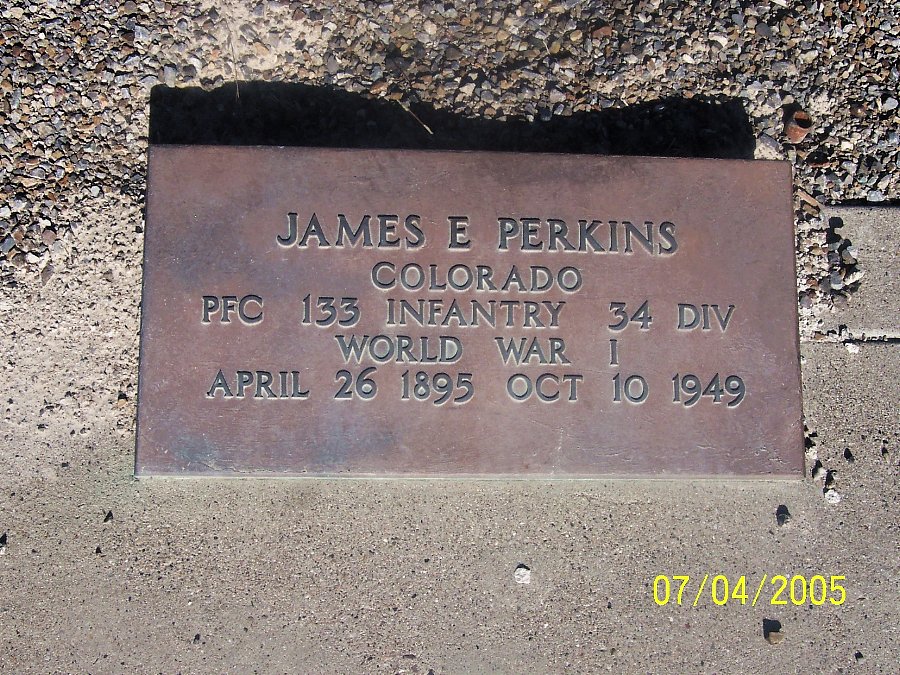 JAMES E PERKINS
COLORADO
PFC 133 INFANTRY 34 DIV
WORLD WAR I
APRIL 26 1895 OCT 10 1949
07/04/2005